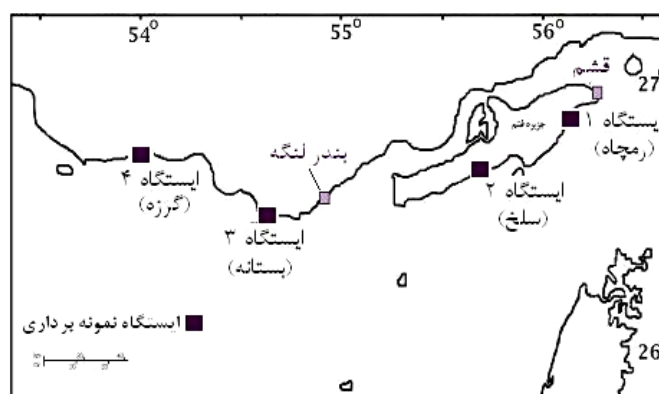 54° 55° 56°
قشم
27
ایستگاه ۱
(رمچاه)
جزیره قشم
بندر لنگه
ایستگاه ۲
(سلخ)
ایستگاه ۴
(گرزه)
ایستگاه ۳
(بستانه)
ایستگاه نمونه برداری
26